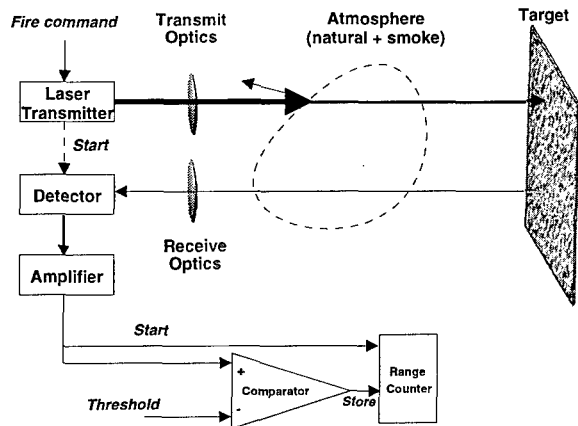 Fire command
Transmit
Optics
Atmosphere
(natural + smoke)
Target
Laser
Transmitter
Start
Detector
Receive
Optics
Amplifier
Start
+
Comparator
-
Threshold
Store
Range
Counter